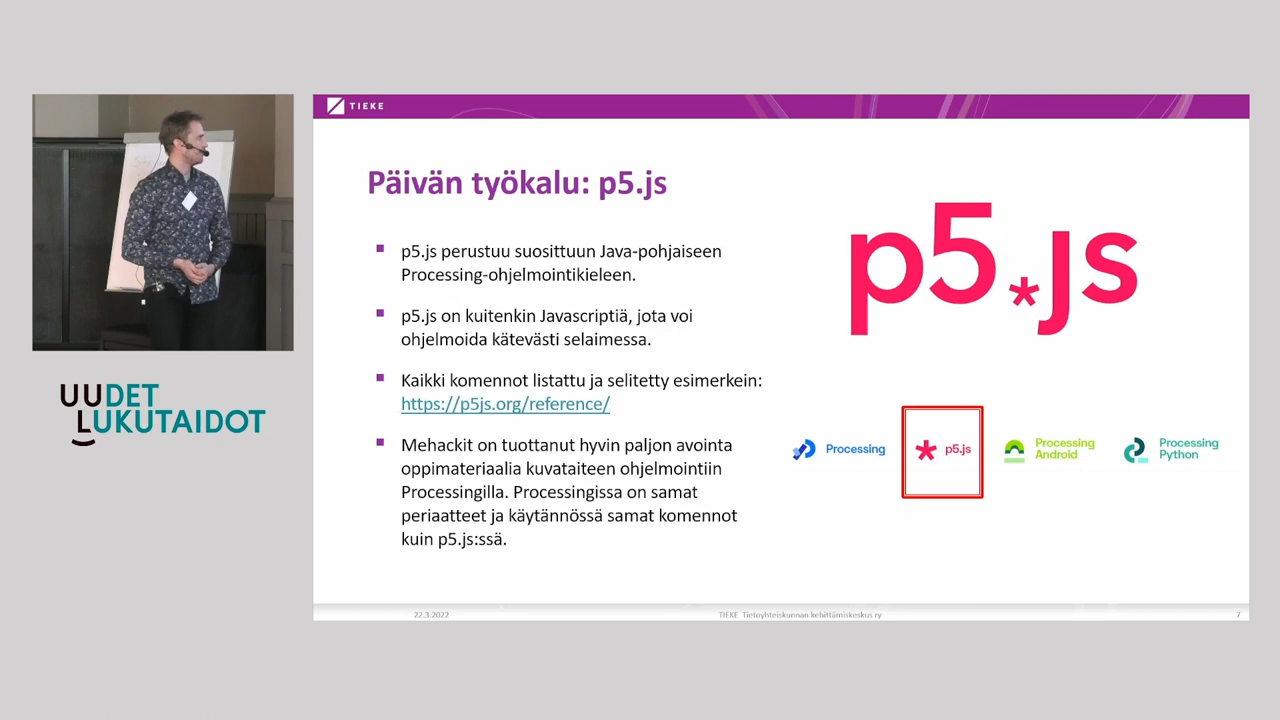 TIEKE
Päivän työkalu: p5.js
p5.js perustuu suosittuun Java-pohjaiseen
Processing-ohjelmointikieleen.
p5.js on kuitenkin Javascriptiä, jota voi
ohjelmoida kätevästi selaimessa.
Kaikki komennot listattu ja selitetty esimerkein:
https://p5js.org/reference/
Mehackit on tuottanut hyvin paljon avointa
oppimateriaalia kuvataiteen ohjelmointiin
Processingilla. Processingissa on samat
periaatteet ja käytännössä samat komennot
kuin p5.js:ssä.
p5*js
Processing
p5.js
Processing
Android
Processing
Python
22.3.2022
TIEKE Tietoyhteiskunnan kehittämiskeskus ry
7
UUDET
LUKUTAIDOT